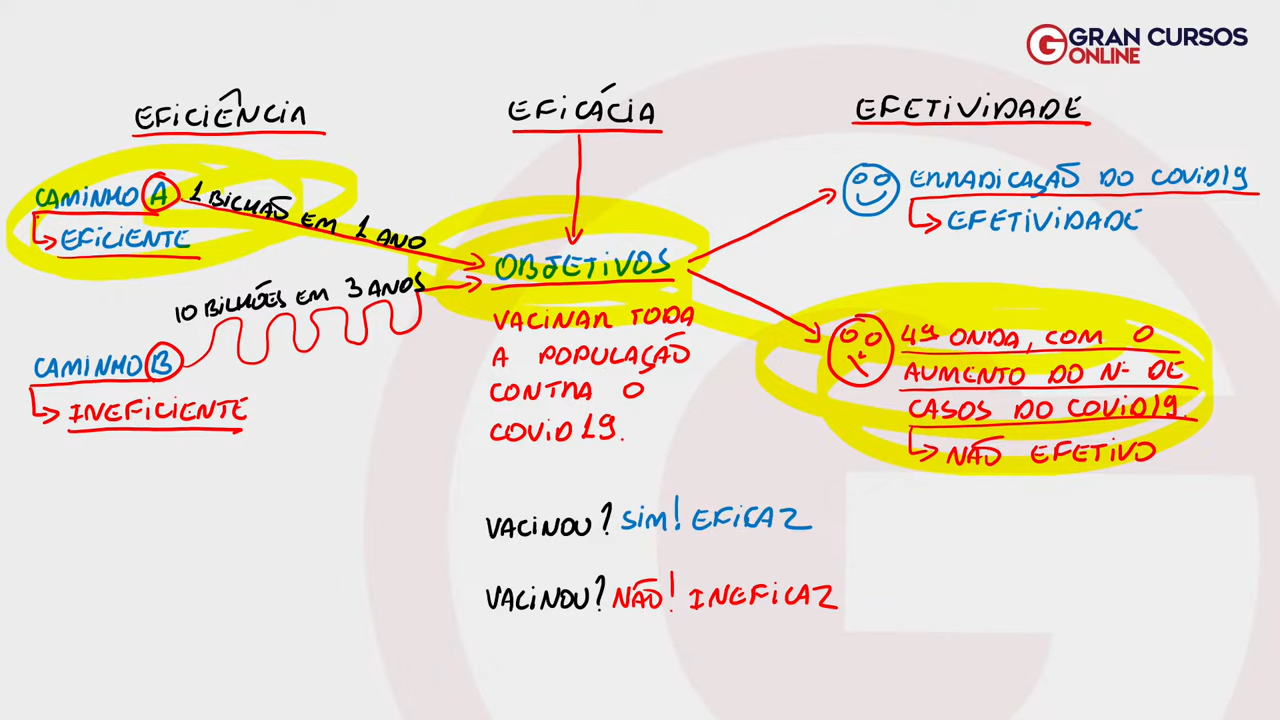 GRAN CURSOS
ONLINE
EFICIÊNCIA
CAMINHO A
EFICIENTE
1 BILHÃO EM 1 ANO
10 BILHÕES EM 3 ANOS
CAMINHO B
INEFICIENTE
EFICÁCIA
OBJETIVOS
VACINAR TODA
A POPULAÇÃO
CONTRA O
COVID19.
EFETIVIDADE
ERRADICAÇÃO DO COVID19
EFETIVIDADE
4ª ONDA, COM O
AUMENTO DO Nº DE
CASOS DO COVID19.
NÃO EFETIVO
VACINOU? SIM! EFICAZ
VACINOU? NÃO! INEFICAZ